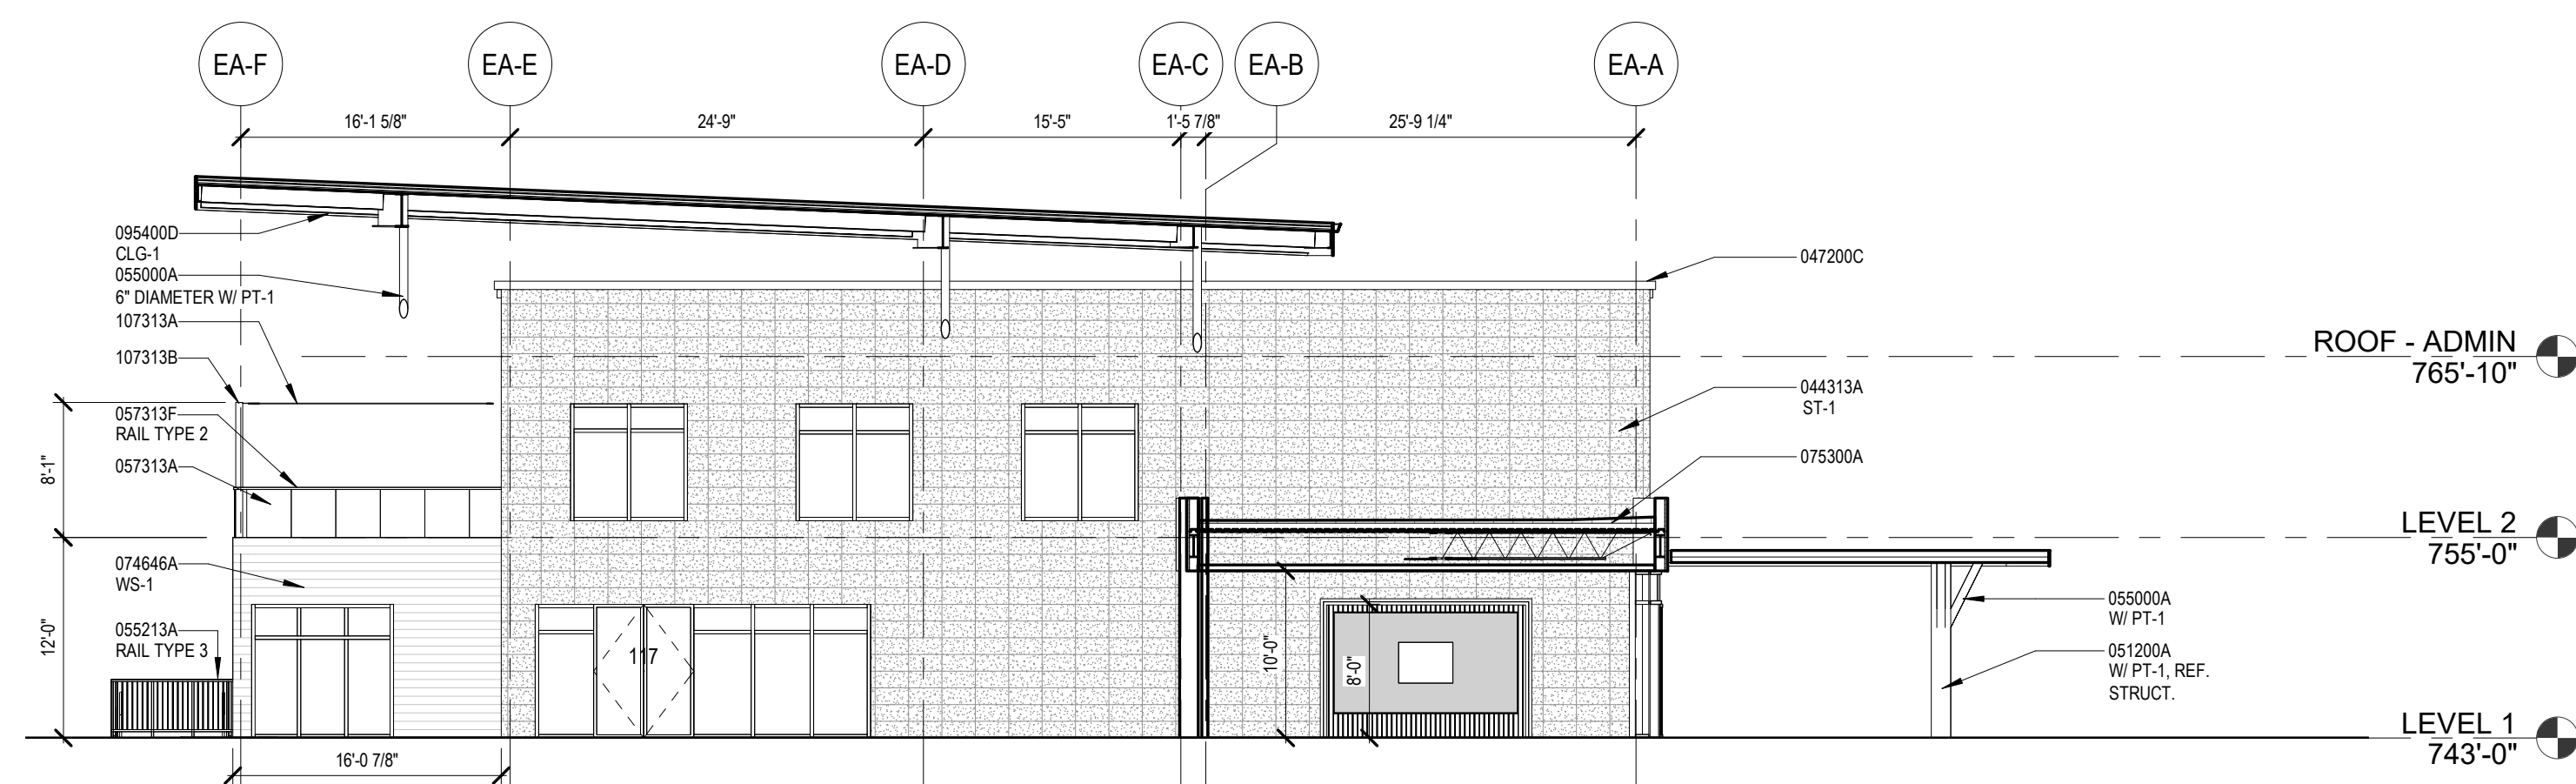 EA-F
EA-E
EA-D
EA-C
EA-B
EA-A
16'-1 5/8"
24'-9"
15'-5"
1'-5 7/8"
25'-9 1/4"
095400D
CLG-1
055000A
6" DIAMETER W/ PT-1
107313A
107313B
057313F
RAIL TYPE 2
057313A
074646A
WS-1
055213A
RAIL TYPE 3
8'-1"
12'-0"
16'-0 7/8"
117
10'-0"
8'-0"
047200C
044313A
ST-1
075300A
055000A
W/ PT-1
051200A
W/ PT-1, REF.
STRUCT.
ROOF - ADMIN
765'-10"
LEVEL 2
755'-0"
LEVEL 1
743'-0"